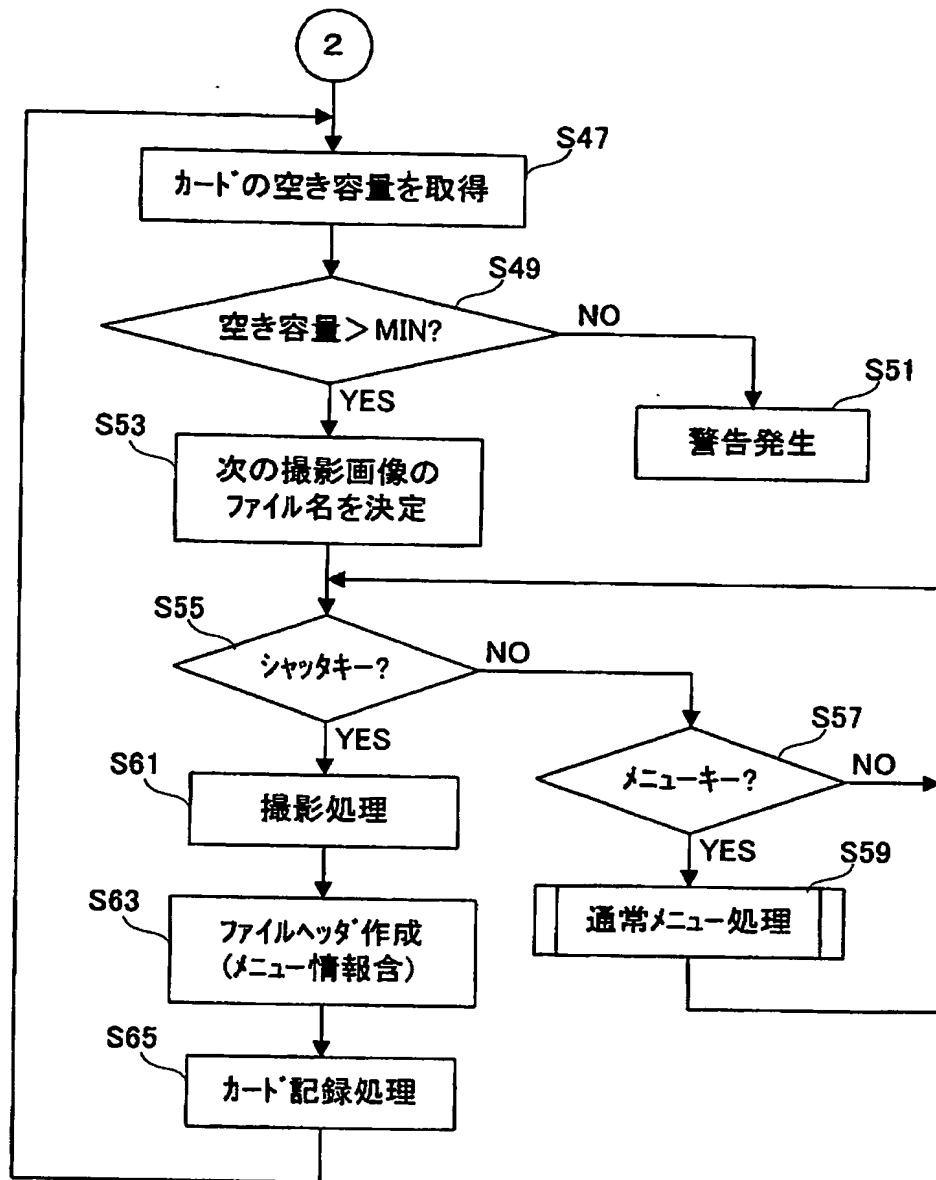 2
S47
カードの空き容量を取得
S49
空き容量＞MIN?
NO
YES
S51
警告発生
S53
次の撮影画像の
ファイル名を決定
S55
シャッタキー?
NO
YES
S57
メニューキー?
NO
YES
S59
通常メニュー処理
S61
撮影処理
S63
ファイルヘッダ作成
(メニュー情報含)
S65
カード記録処理